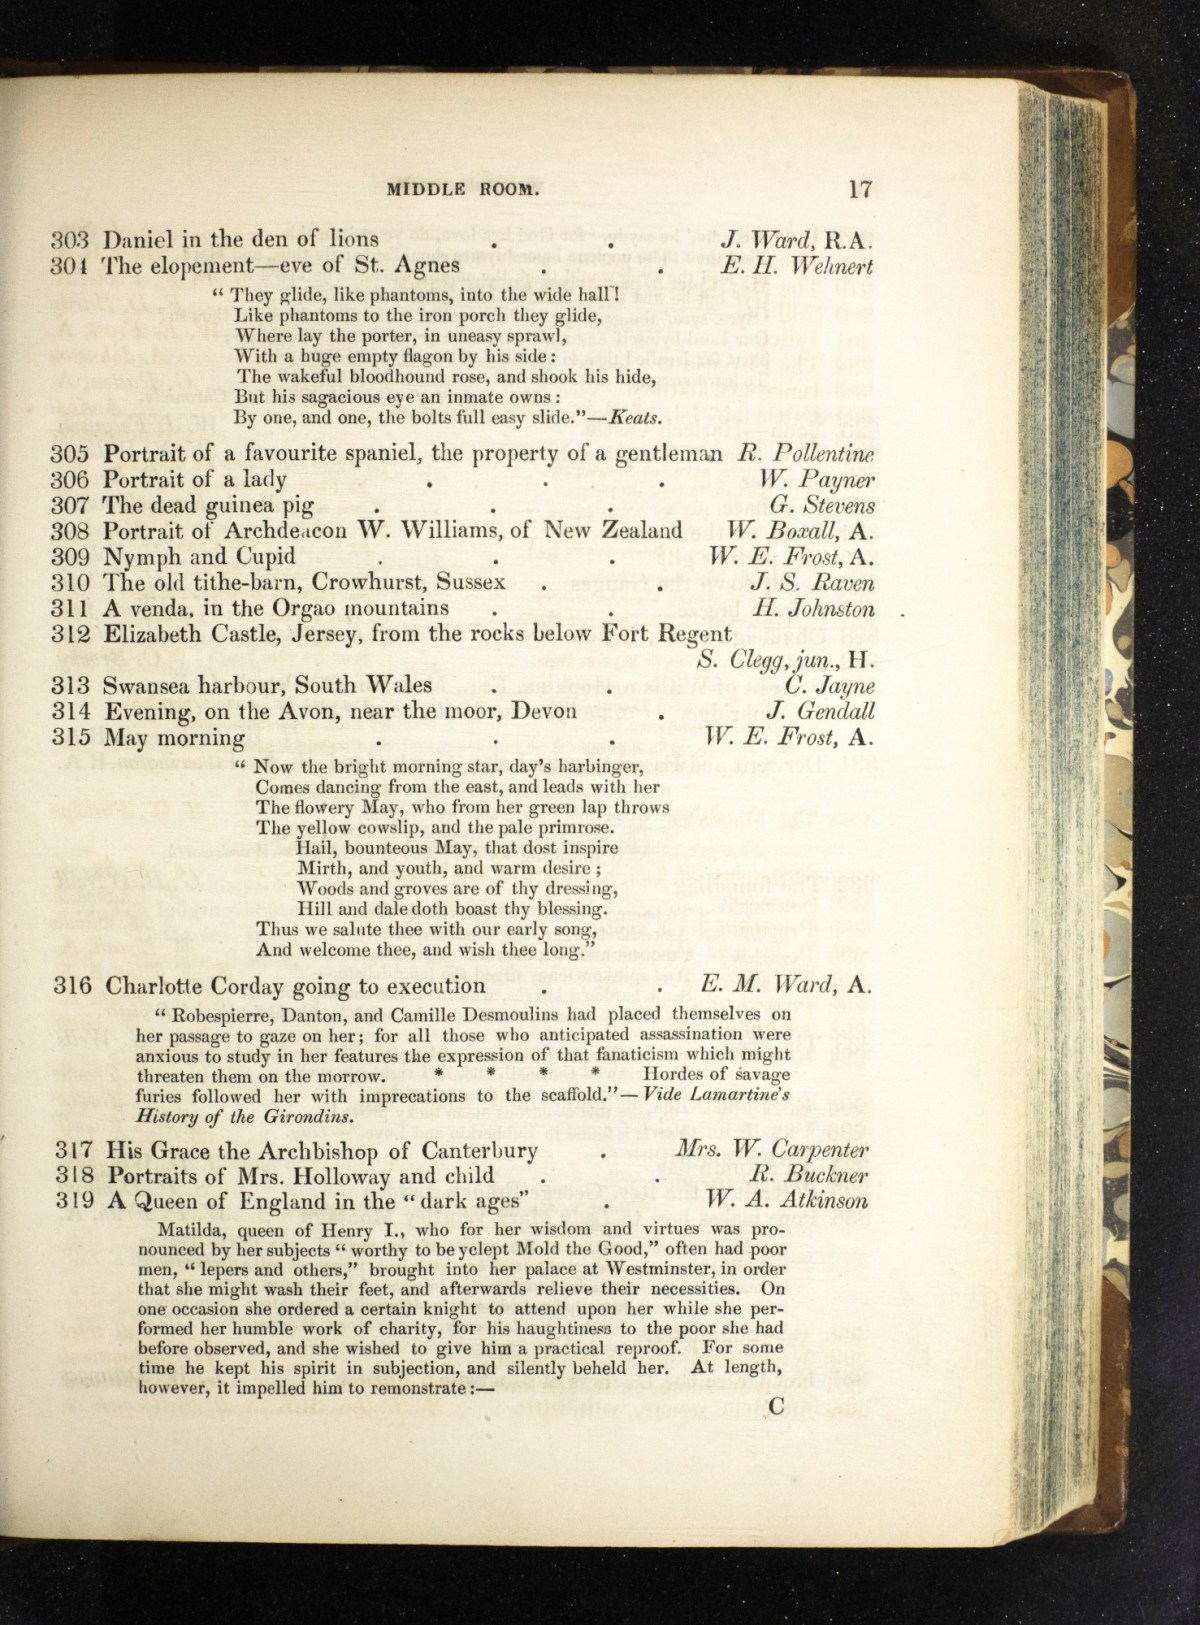 MIDDLE ROOM. 17
303 Daniel in the den of lions . . J. Ward, R.A.
304 The elopement—eve of St. Agnes . . E. H. Wehnert
“ They glide, like phantoms, into the wide hall!
Like phantoms to the iron porch they glide,
Where lay the porter, in uneasy sprawl,
With a huge empty flagon by his side :
The wakeful bloodhound rose, and shook his hide,
But his sagacious eye an inmate owns :
By one, and one, the bolts full easy slide.”—Keats.
305 Portrait of a favourite spaniel, the property of a gentleman R. Pollentine
306 Portrait of a lady . . . W. Payner
307 The dead guinea pig . . . G. Stevens
308 Portrait of Archdeacon W. Williams, of New Zealand W. Boxall, A.
309 Nymph and Cupid . . . W. E. Frost, A.
310 The old tithe-barn, Crowhurst, Sussex . . J. S. Raven
311 A venda, in the Orgao mountains . . H. Johnston
312 Elizabeth Castle, Jersey, from the rocks below Fort Regent
S. Clegg, jun., H.
313 Swansea harbour, South Wales . . C. Jayne
314 Evening, on the Avon, near the moor, Devon . J. Gendall
315 May morning . . . W. E. Frost, A.
“ Now the bright morning star, day’s harbinger,
Comes dancing from the east, and leads with her
The flowery May, who from her green lap throws
The yellow cowslip, and the pale primrose.
Hail, bounteous May, that dost inspire
Mirth, and youth, and warm desire ;
Woods and groves are of thy dressing,
Hill and dale doth boast thy blessing.
Thus we salute thee with our early song,
And welcome thee, and wish thee long.”
316 Charlotte Corday going to execution . . E. M. Ward, A.
“ Robespierre, Danton, and Camille Desmoulins had placed themselves on
her passage to gaze on her; for all those who anticipated assassination were
anxious to study in her features the expression of that fanaticism which might
threaten them on the morrow. * * * * Hordes of savage
furies followed her with imprecations to the scaffold.”—Vide Lamartine’s
History of the Girondins.
317 His Grace the Archbishop of Canterbury . Mrs. W. Carpenter
318 Portraits of Mrs. Holloway and child . . R. Buckner
319 A Queen of England in the “ dark ages” . W. A. Atkinson
Matilda, queen of Henry I., who for her wisdom and virtues was pro-
nounced by her subjects “ worthy to be yclept Mold the Good,” often had poor
men, “ lepers and others,” brought into her palace at Westminster, in order
that she might wash their feet, and afterwards relieve their necessities. On
one occasion she ordered a certain knight to attend upon her while she per-
formed her humble work of charity, for his haughtiness to the poor she had
before observed, and she wished to give him a practical reproof. For some
time he kept his spirit in subjection, and silently beheld her. At length,
however, it impelled him to remonstrate :—
C